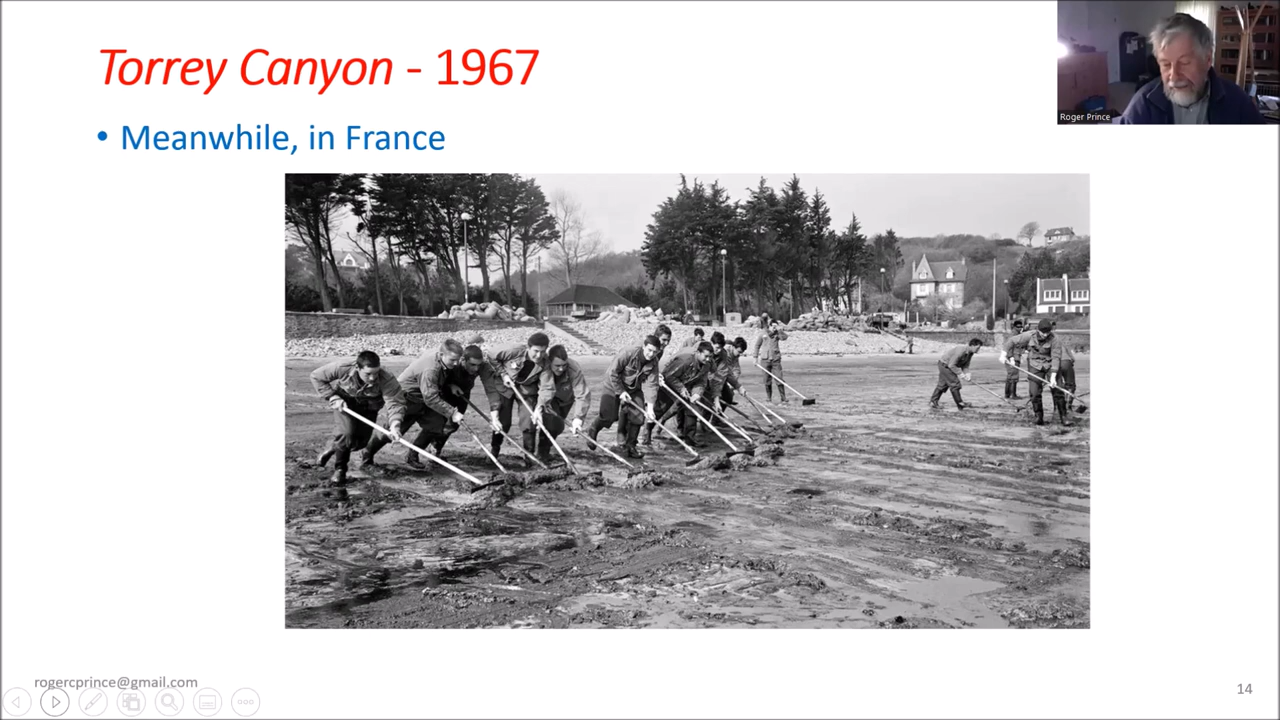 Torrey Canyon - 1967
• Meanwhile, in France
Roger Prince
rogercprince@gmail.com
14